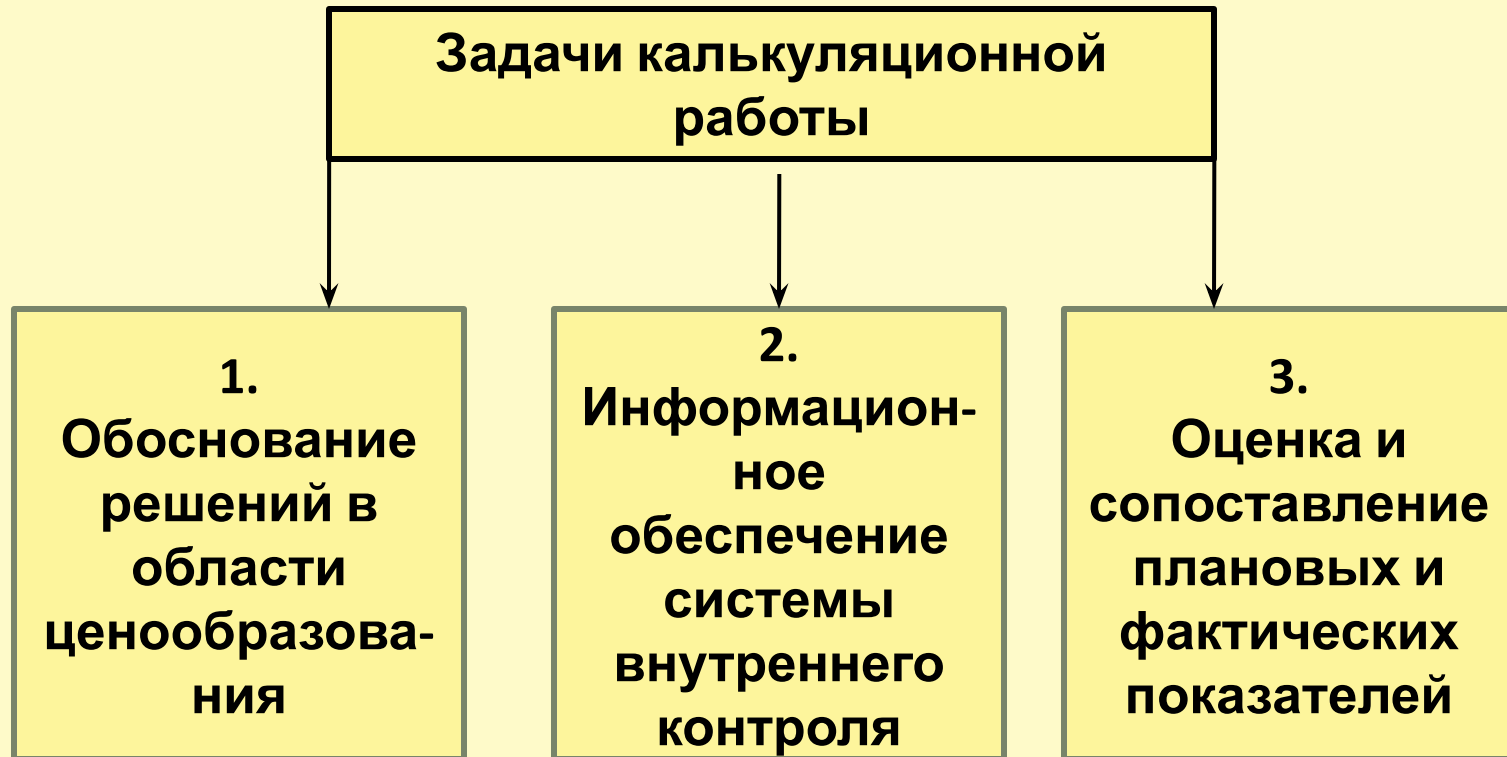 Задачи калькуляционной
работы
1.
Обоснование
решений в
области
ценообразова-
ния
2.
Информацион-
ное
обеспечение
системы
внутреннего
контроля
3.
Оценка и
сопоставление
плановых и
фактических
показателей